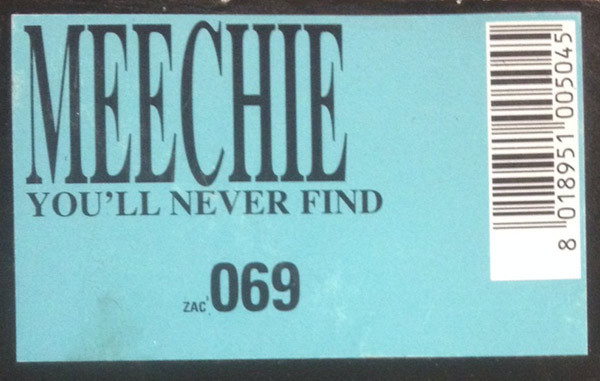 MEECHIE
YOU'LL NEVER FIND
ZAC 069
8 018951 005045